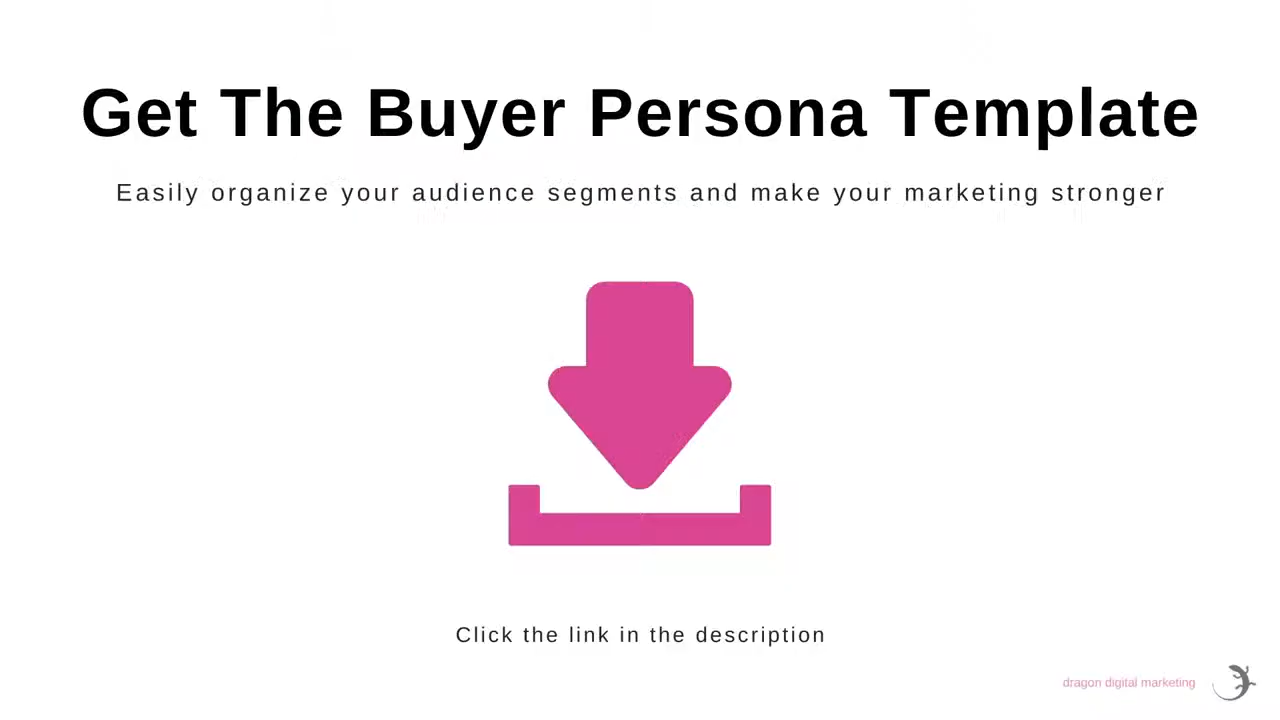 Get The Buyer Persona Template
Easily organize your audience segments and make your marketing stronger
Click the link in the description
dragon digital marketing